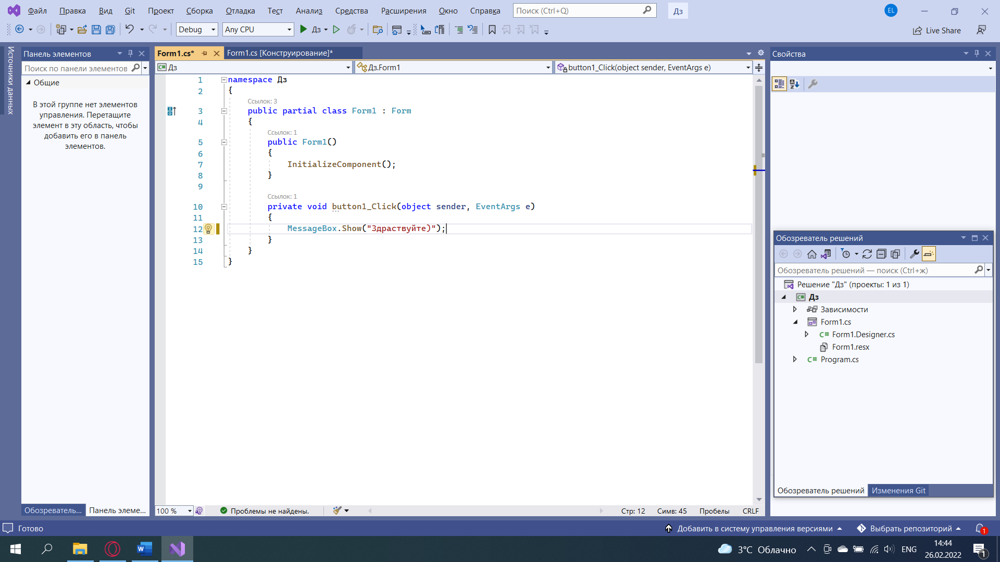 Файл Правка Вид Git Проект Сборка Отладка Тест Анализ Средства Расширения Окно Справка Поиск (Ctrl+Q) Дз EL
Debug Any CPU Дз Live Share
Источники данных
Панель элементов
Поиск по панели элементов
Общие
В этой группе нет элементов
управления. Перетащите
элемент в эту область, чтобы
добавить его в панель
элементов.
Обозреватель... Панель элеме...
Form1.cs* Form1.cs [Конструирование]*
Дз Дз.Form1 button1_Click(object sender, EventArgs e)
1 namespace Дз
2 {
Ссылок: 3
3 public partial class Form1 : Form
4 {
Ссылок: 1
5 public Form1()
6 {
7 InitializeComponent();
8 }
9
Ссылок: 1
10 private void button1_Click(object sender, EventArgs e)
11 {
12 MessageBox.Show("Здраствуйте)");
13 }
14 }
15 }
100 % Проблемы не найдены. Стр: 12 Симв: 45 Пробелы CRLF
Свойства
Обозреватель решений
Обозреватель решений — поиск (Ctrl+ж)
Решение "Дз" (проекты: 1 из 1)
Дз
Зависимости
Form1.cs
Form1.Designer.cs
Form1.resx
Program.cs
Обозреватель решений Изменения Git
Готово Добавить в систему управления версиями Выбрать репозиторий 1
3°C Облачно ENG 14:44
26.02.2022 1